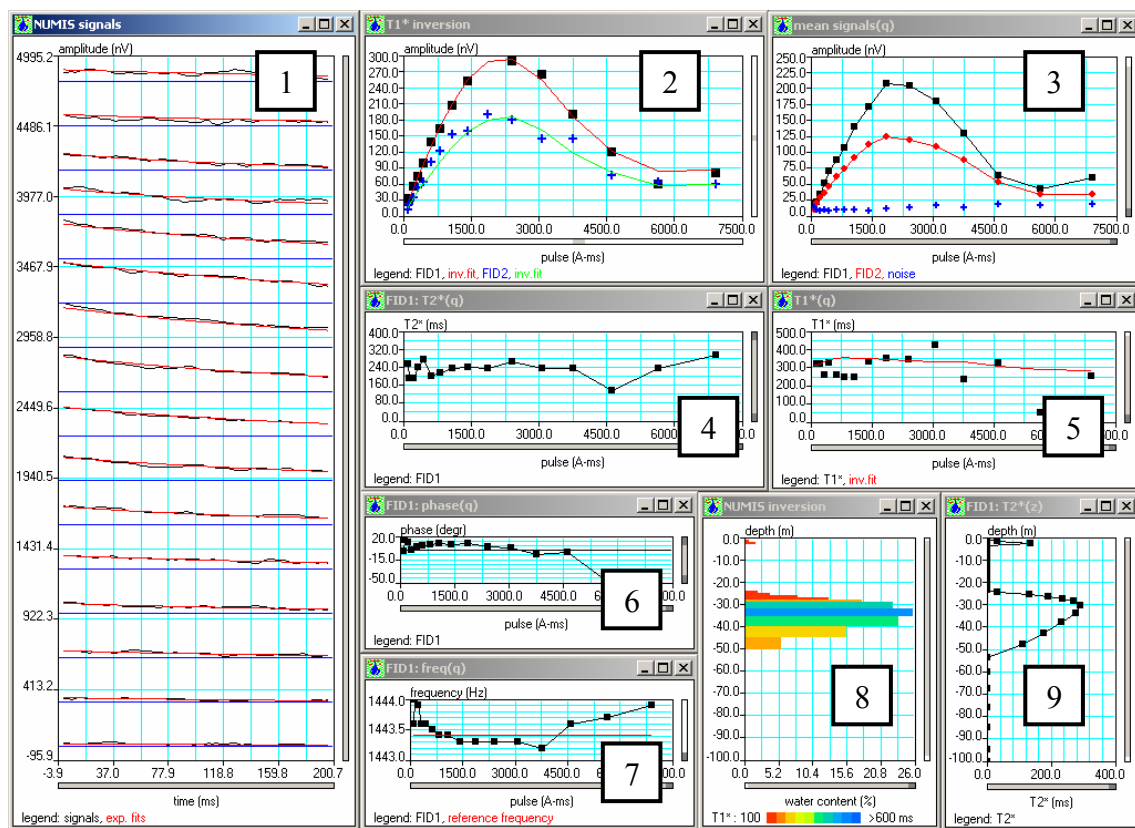 NUMIS signals
amplitude (nV)
4995.2
4486.1
3977.0
3467.9
2958.8
2449.6
1940.5
1431.4
922.3
413.2
-95.9
-3.9 37.0 77.9 118.8 159.8 200.7
time (ms)
legend: signals, exp. fits
1
T1* inversion
amplitude (nV)
300.0
270.0
240.0
210.0
180.0
150.0
120.0
90.0
60.0
30.0
0.0
0.0 1500.0 3000.0 4500.0 6000.0 7500.0
pulse (A-ms)
legend: FID1, inv.fit, FID2, inv.fit
2
mean signals(q)
amplitude (nV)
250.0
225.0
200.0
175.0
150.0
125.0
100.0
75.0
50.0
25.0
0.0
0.0 1500.0 3000.0 4500.0 6000.0 7500.0
pulse (A-ms)
legend: FID1, FID2, noise
3
FID1: T2*(q)
T2* (ms)
400.0
320.0
240.0
160.0
80.0
0.0
0.0 1500.0 3000.0 4500.0
pulse (A-ms)
legend: FID1
4
T1*(q)
T1* (ms)
500.0
400.0
300.0
200.0
100.0
0.0
0.0 1500.0 3000.0 4500.0
pulse (A-ms)
legend: T1*, inv.fit
5
FID1: phase(q)
phase (degr)
20.0
-15.0
-50.0
0.0 1500.0 3000.0 4500.0
pulse (A-ms)
legend: FID1
6
FID1: freq(q)
frequency (Hz)
1444.0
1443.5
1443.0
0.0 1500.0 3000.0 4500.0
pulse (A-ms)
legend: FID1, reference frequency
7
NUMIS inversion
depth (m)
0.0
-10.0
-20.0
-30.0
-40.0
-50.0
-60.0
-70.0
-80.0
-90.0
-100.0
0.0 5.2 10.4 15.6 20.8 26.0
water content (%)
T1* : 100 >600 ms
8
FID1: T2*(z)
depth (m)
0.0
-10.0
-20.0
-30.0
-40.0
-50.0
-60.0
-70.0
-80.0
-90.0
-100.0
0.0 200.0 400.0
T2* (ms)
legend: T2*
9